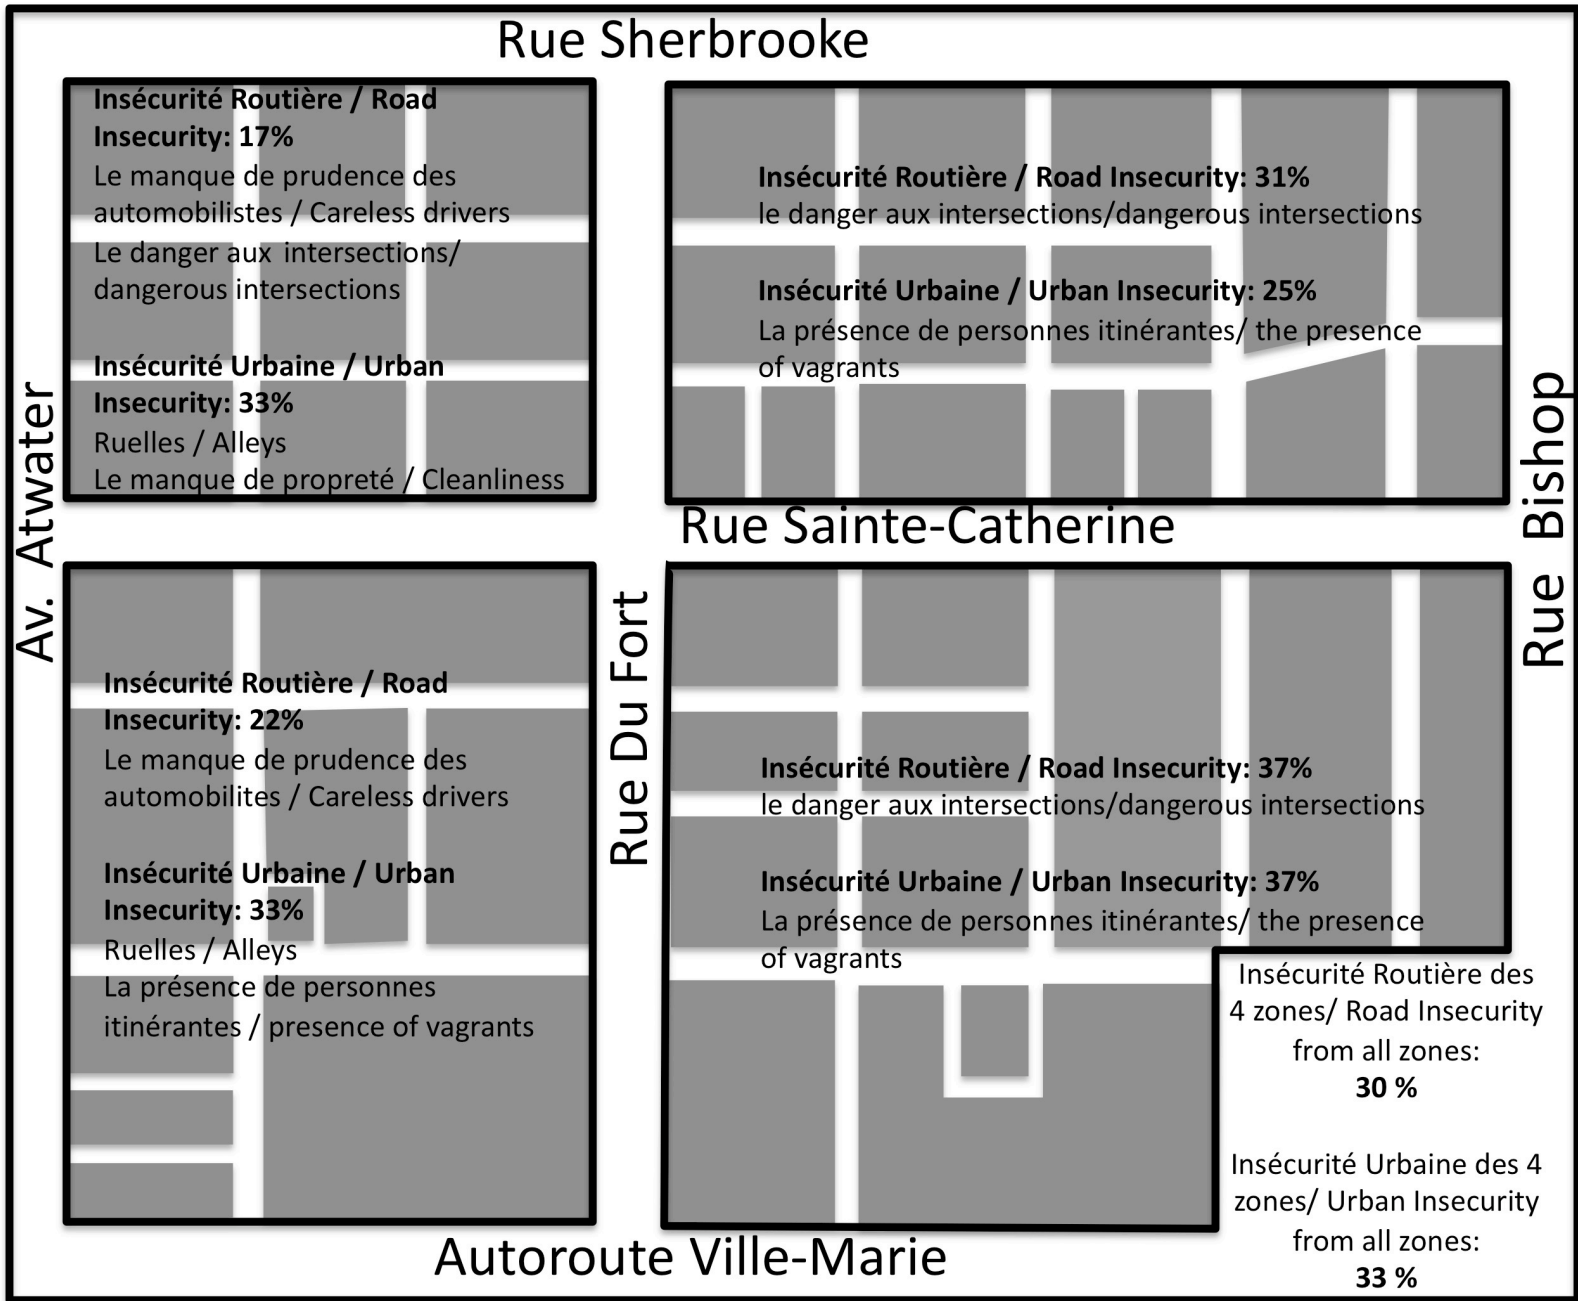 Rue Sherbrooke
Insécurité Routière / Road
Insecurity: 17%
Le manque de prudence des
automobilistes / Careless drivers
Le danger aux intersections/
dangerous intersections
Insécurité Urbaine / Urban
Insecurity: 33%
Ruelles / Alleys
Le manque de propreté / Cleanliness
Insécurité Routière / Road Insecurity: 31%
le danger aux intersections/dangerous intersections
Insécurité Urbaine / Urban Insecurity: 25%
La présence de personnes itinérantes/ the presence
of vagrants
Av. Atwater
Rue Sainte-Catherine
Rue Bishop
Insécurité Routière / Road
Insecurity: 22%
Le manque de prudence des
automobilites / Careless drivers
Insécurité Urbaine / Urban
Insecurity: 33%
Ruelles / Alleys
La présence de personnes
itinérantes / presence of vagrants
Rue Du Fort
Insécurité Routière / Road Insecurity: 37%
le danger aux intersections/dangerous intersections
Insécurité Urbaine / Urban Insecurity: 37%
La présence de personnes itinérantes/ the presence
of vagrants
Insécurité Routière des
4 zones/ Road Insecurity
from all zones:
30 %
Insécurité Urbaine des 4
zones/ Urban Insecurity
from all zones:
33 %
Autoroute Ville-Marie